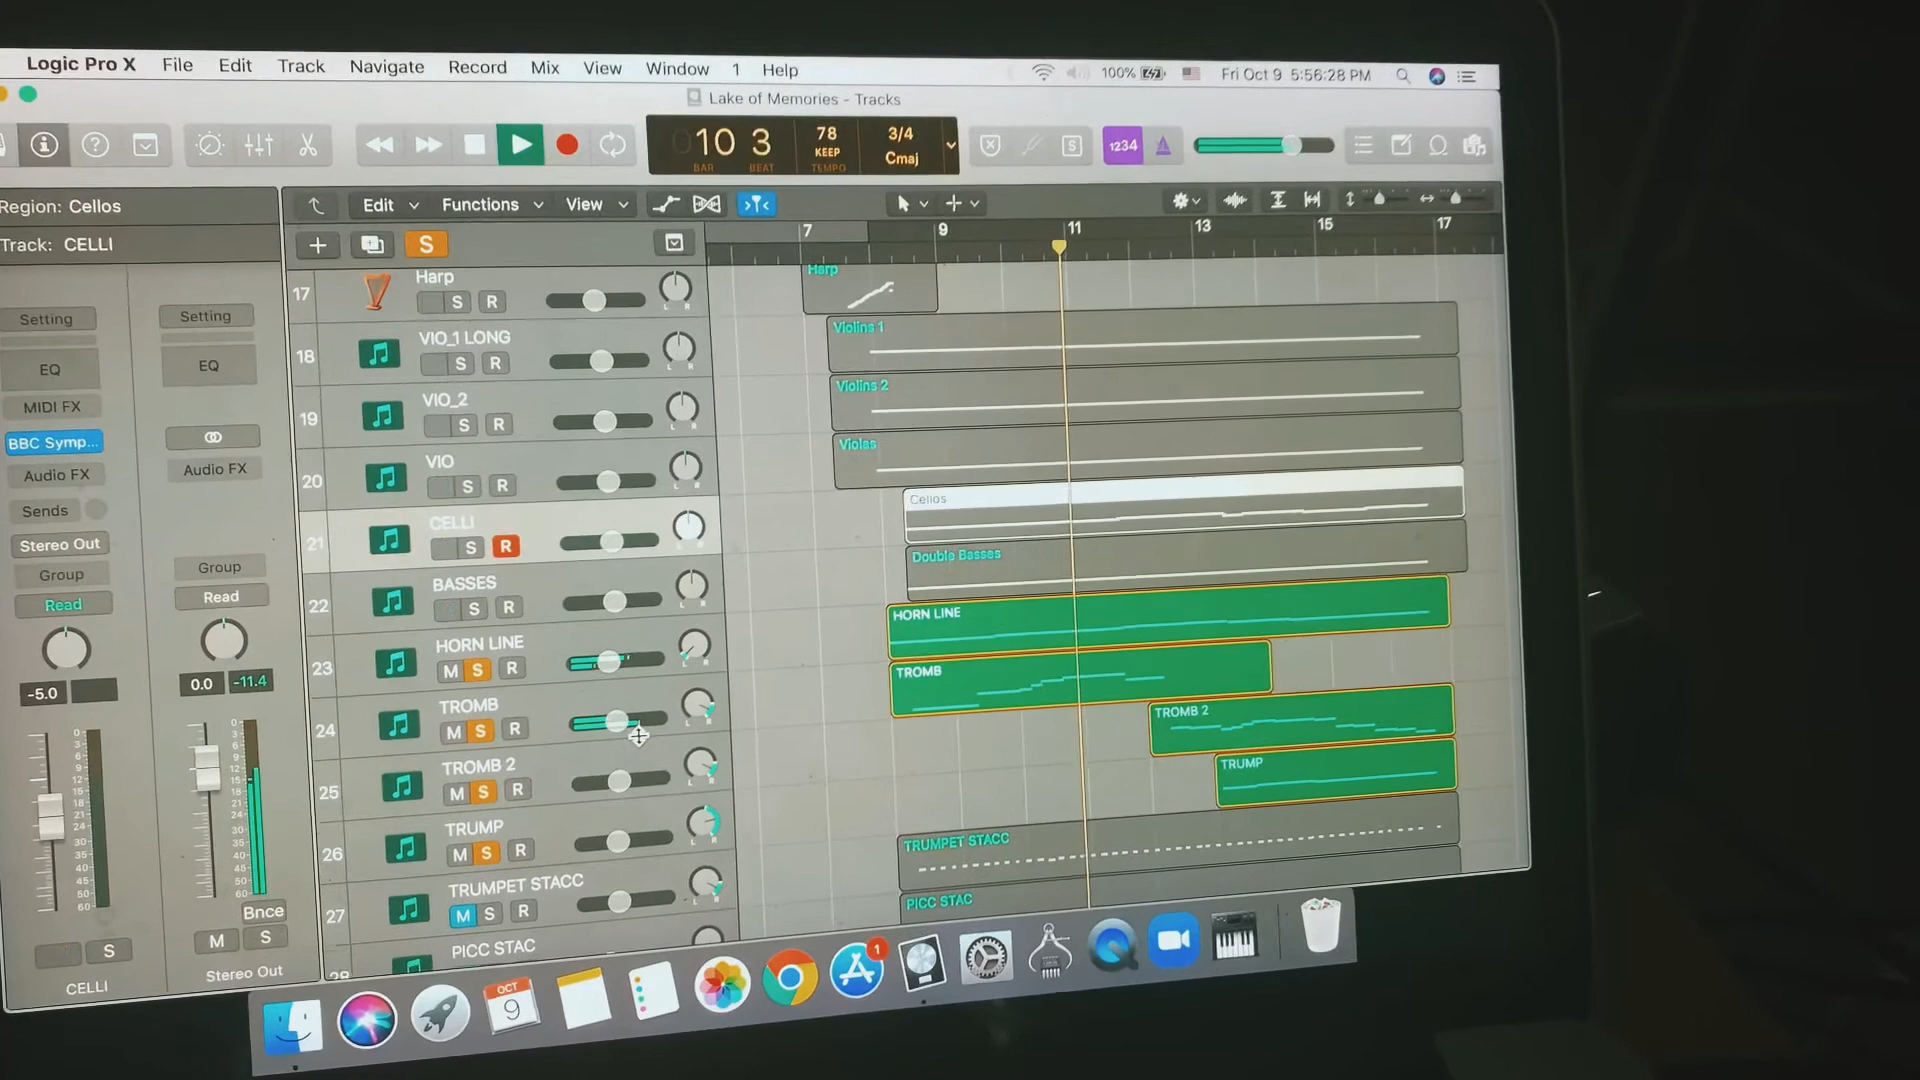 Logic Pro X File Edit Track Navigate Record Mix View Window 1 Help 100% Fri Oct 9 5:56:28 PM
Lake of Memories - Tracks
10 3 78 KEEP 3/4 Cmaj
BAR BEAT TEMPO
1234
Region: Cellos
Track: CELLI
Edit Functions View
S
7 9 11 13 15 17
Setting Setting
EQ EQ
MIDI FX
BBC Symp...
Audio FX Audio FX
Sends
Stereo Out
Group Group
Read Read
-5.0 0.0 -11.4
Bnce
S M S
CELLI Stereo Out
17 Harp S R
18 VIO_1 LONG S R
19 VIO_2 S R
20 VIO S R
21 CELLI S R
22 BASSES S R
23 HORN LINE M S R
24 TROMB M S R
25 TROMB 2 M S R
26 TRUMP M S R
27 TRUMPET STACC M S R
28 PICC STAC
Harp
Violins 1
Violins 2
Violas
Cellos
Double Basses
HORN LINE
TROMB
TROMB 2
TRUMP
TRUMPET STACC
PICC STAC
OCT
9
1